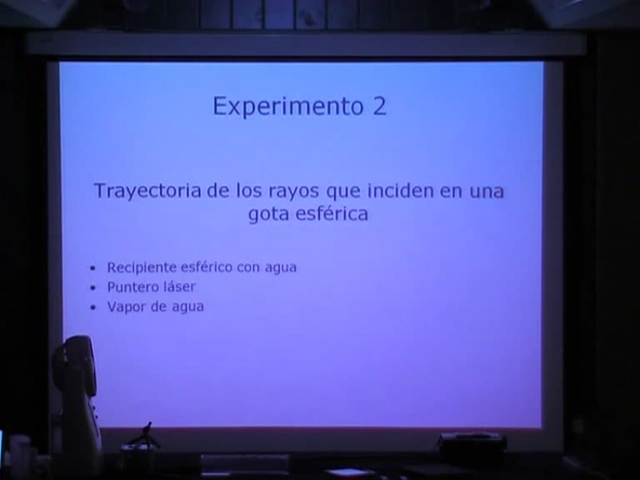 Experimento 2
Trayectoria de los rayos que inciden en una
gota esférica
• Recipiente esférico con agua
• Puntero láser
• Vapor de agua